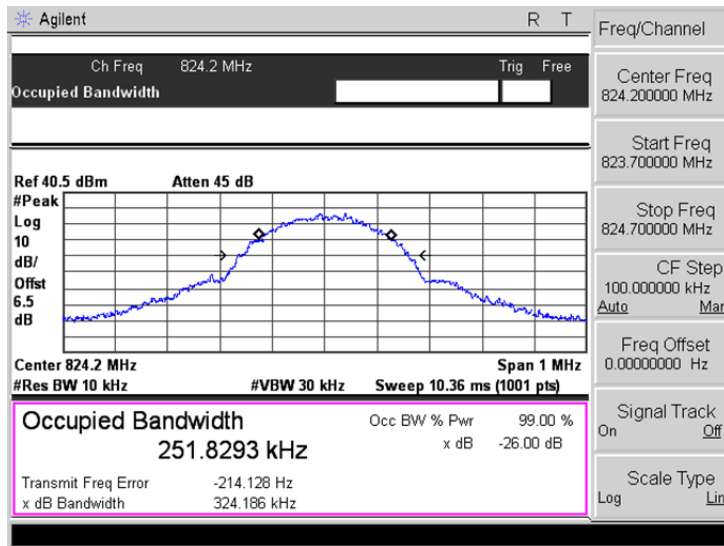 Agilent R T
Freq/Channel
Ch Freq 824.2 MHz Trig Free
Occupied Bandwidth
Center Freq
824.200000 MHz
Start Freq
823.700000 MHz
Stop Freq
824.700000 MHz
CF Step
100.000000 kHz
Auto Man
Freq Offset
0.00000000 Hz
Signal Track
On Off
Scale Type
Log Lin
Ref 40.5 dBm Atten 45 dB
#Peak
Log
10
dB/
Offst
6.5
dB
Center 824.2 MHz Span 1 MHz
#Res BW 10 kHz #VBW 30 kHz Sweep 10.36 ms (1001 pts)
Occupied Bandwidth Occ BW % Pwr 99.00 %
251.8293 kHz x dB -26.00 dB
Transmit Freq Error -214.128 Hz
x dB Bandwidth 324.186 kHz